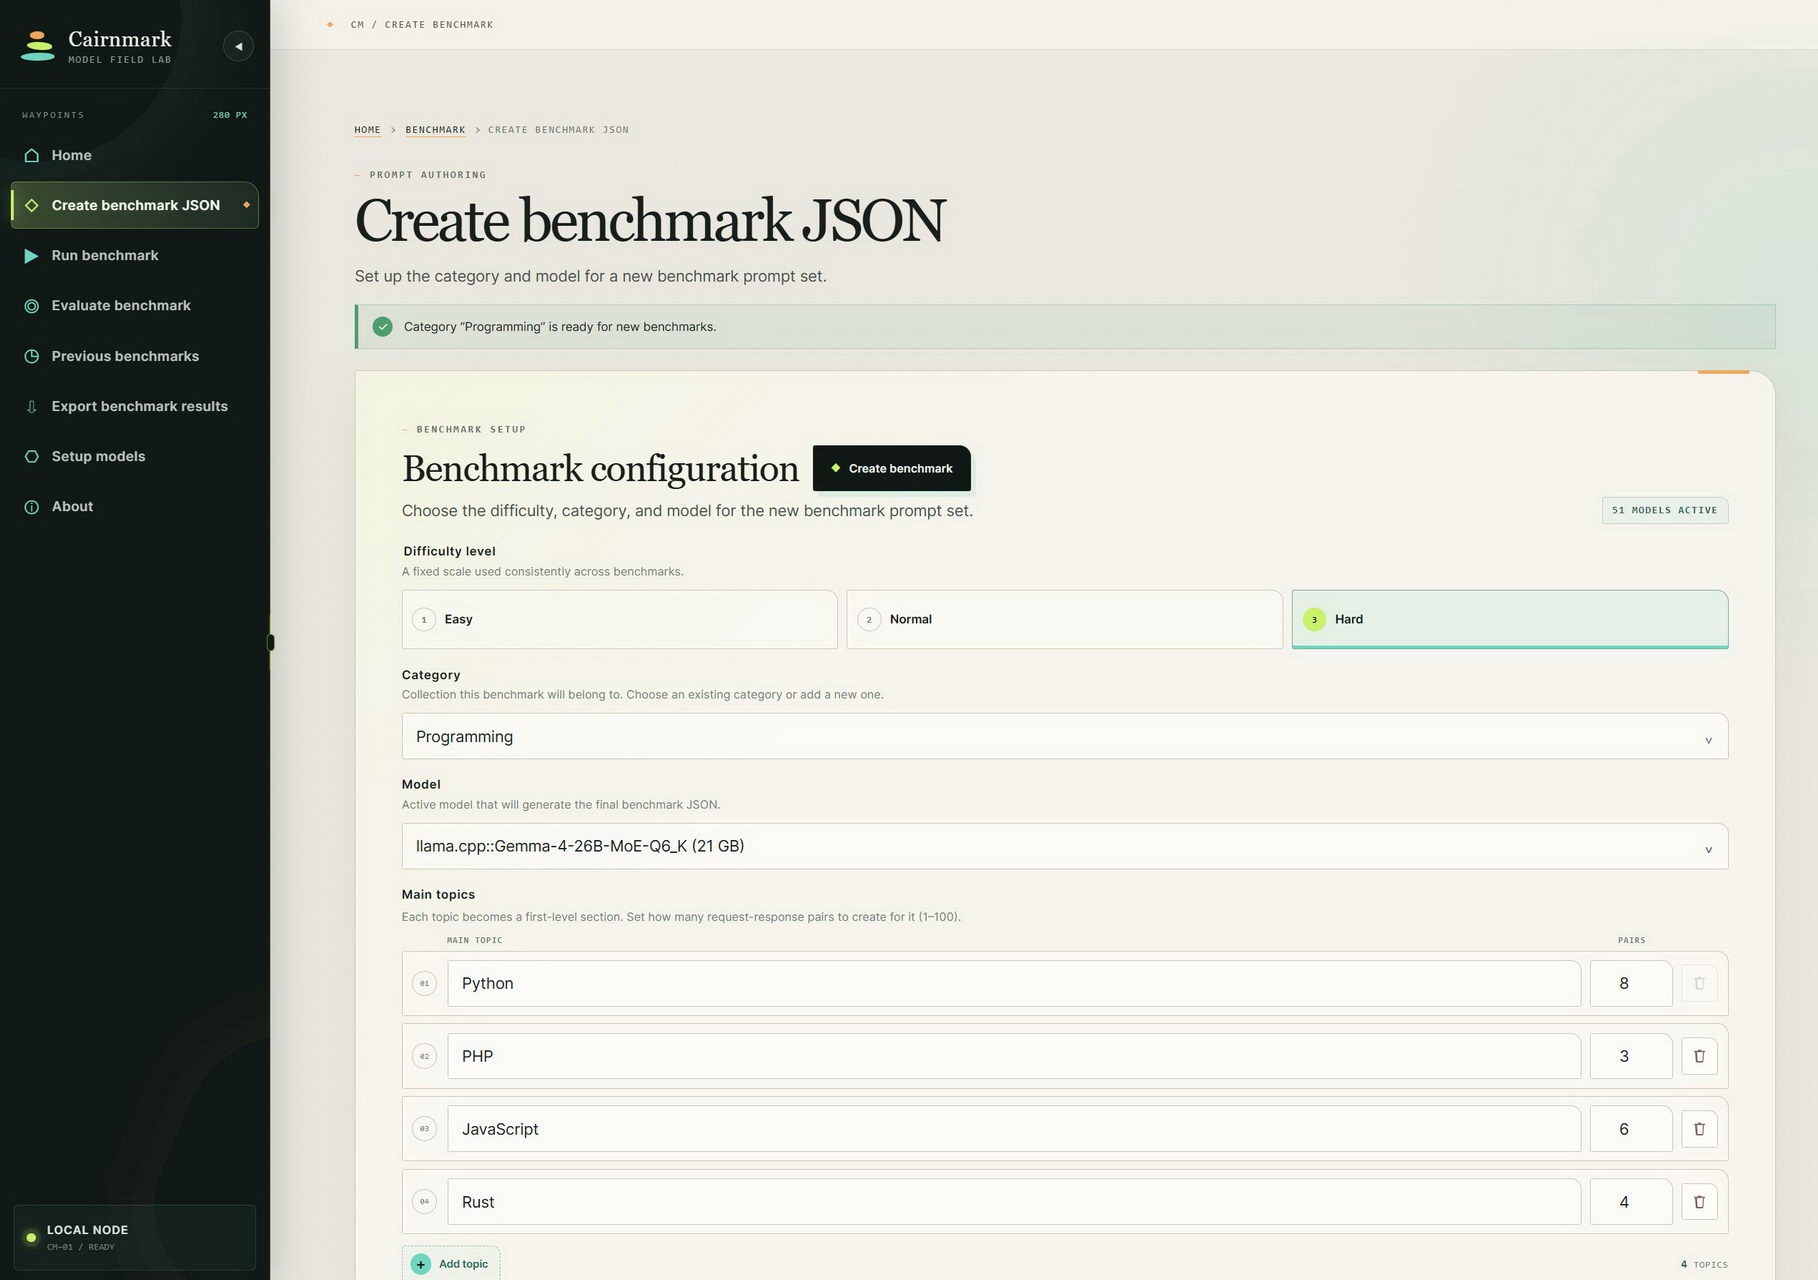 Cairnmark
MODEL FIELD LAB
WAYPOINTS 280 PX
Home
Create benchmark JSON
Run benchmark
Evaluate benchmark
Previous benchmarks
Export benchmark results
Setup models
About
LOCAL NODE
CM-01 / READY
CM / CREATE BENCHMARK
HOME > BENCHMARK > CREATE BENCHMARK JSON
— PROMPT AUTHORING
Create benchmark JSON
Set up the category and model for a new benchmark prompt set.
Category “Programming” is ready for new benchmarks.
— BENCHMARK SETUP
Benchmark configuration
Create benchmark
Choose the difficulty, category, and model for the new benchmark prompt set.
51 MODELS ACTIVE
Difficulty level
A fixed scale used consistently across benchmarks.
1 Easy
2 Normal
3 Hard
Category
Collection this benchmark will belong to. Choose an existing category or add a new one.
Programming
Model
Active model that will generate the final benchmark JSON.
llama.cpp::Gemma-4-26B-MoE-Q6_K (21 GB)
Main topics
Each topic becomes a first-level section. Set how many request-response pairs to create for it (1–100).
MAIN TOPIC PAIRS
01 Python 8
02 PHP 3
03 JavaScript 6
04 Rust 4
+ Add topic
4 TOPICS